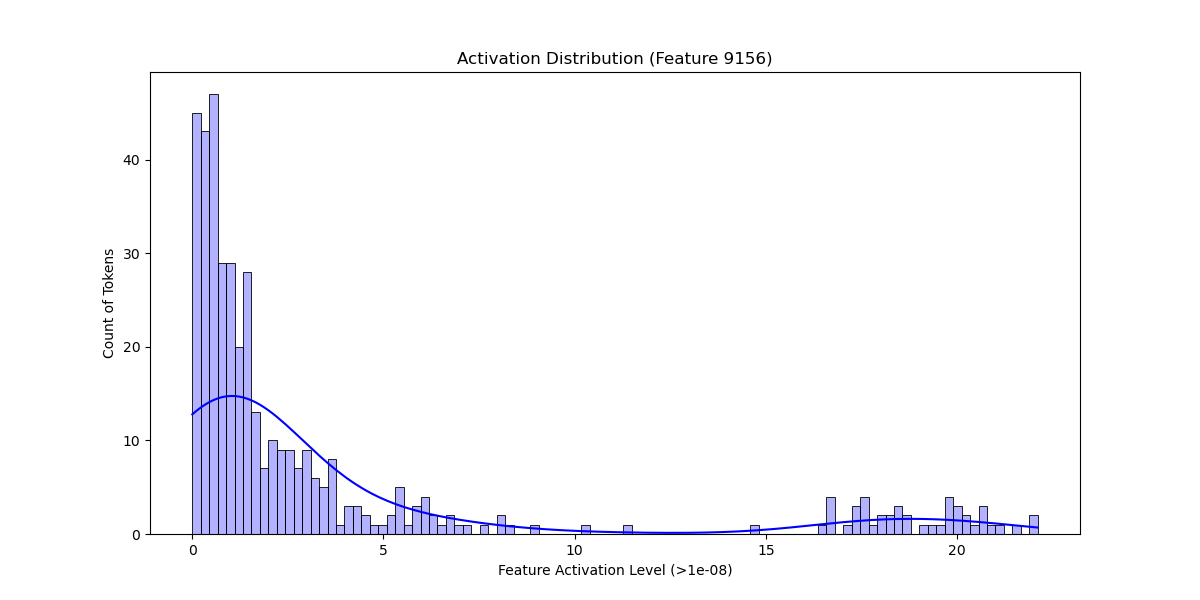 Activation Distribution (Feature 9156)
Count of Tokens
40
30
20
10
0
0 5 10 15 20
Feature Activation Level (>1e-08)